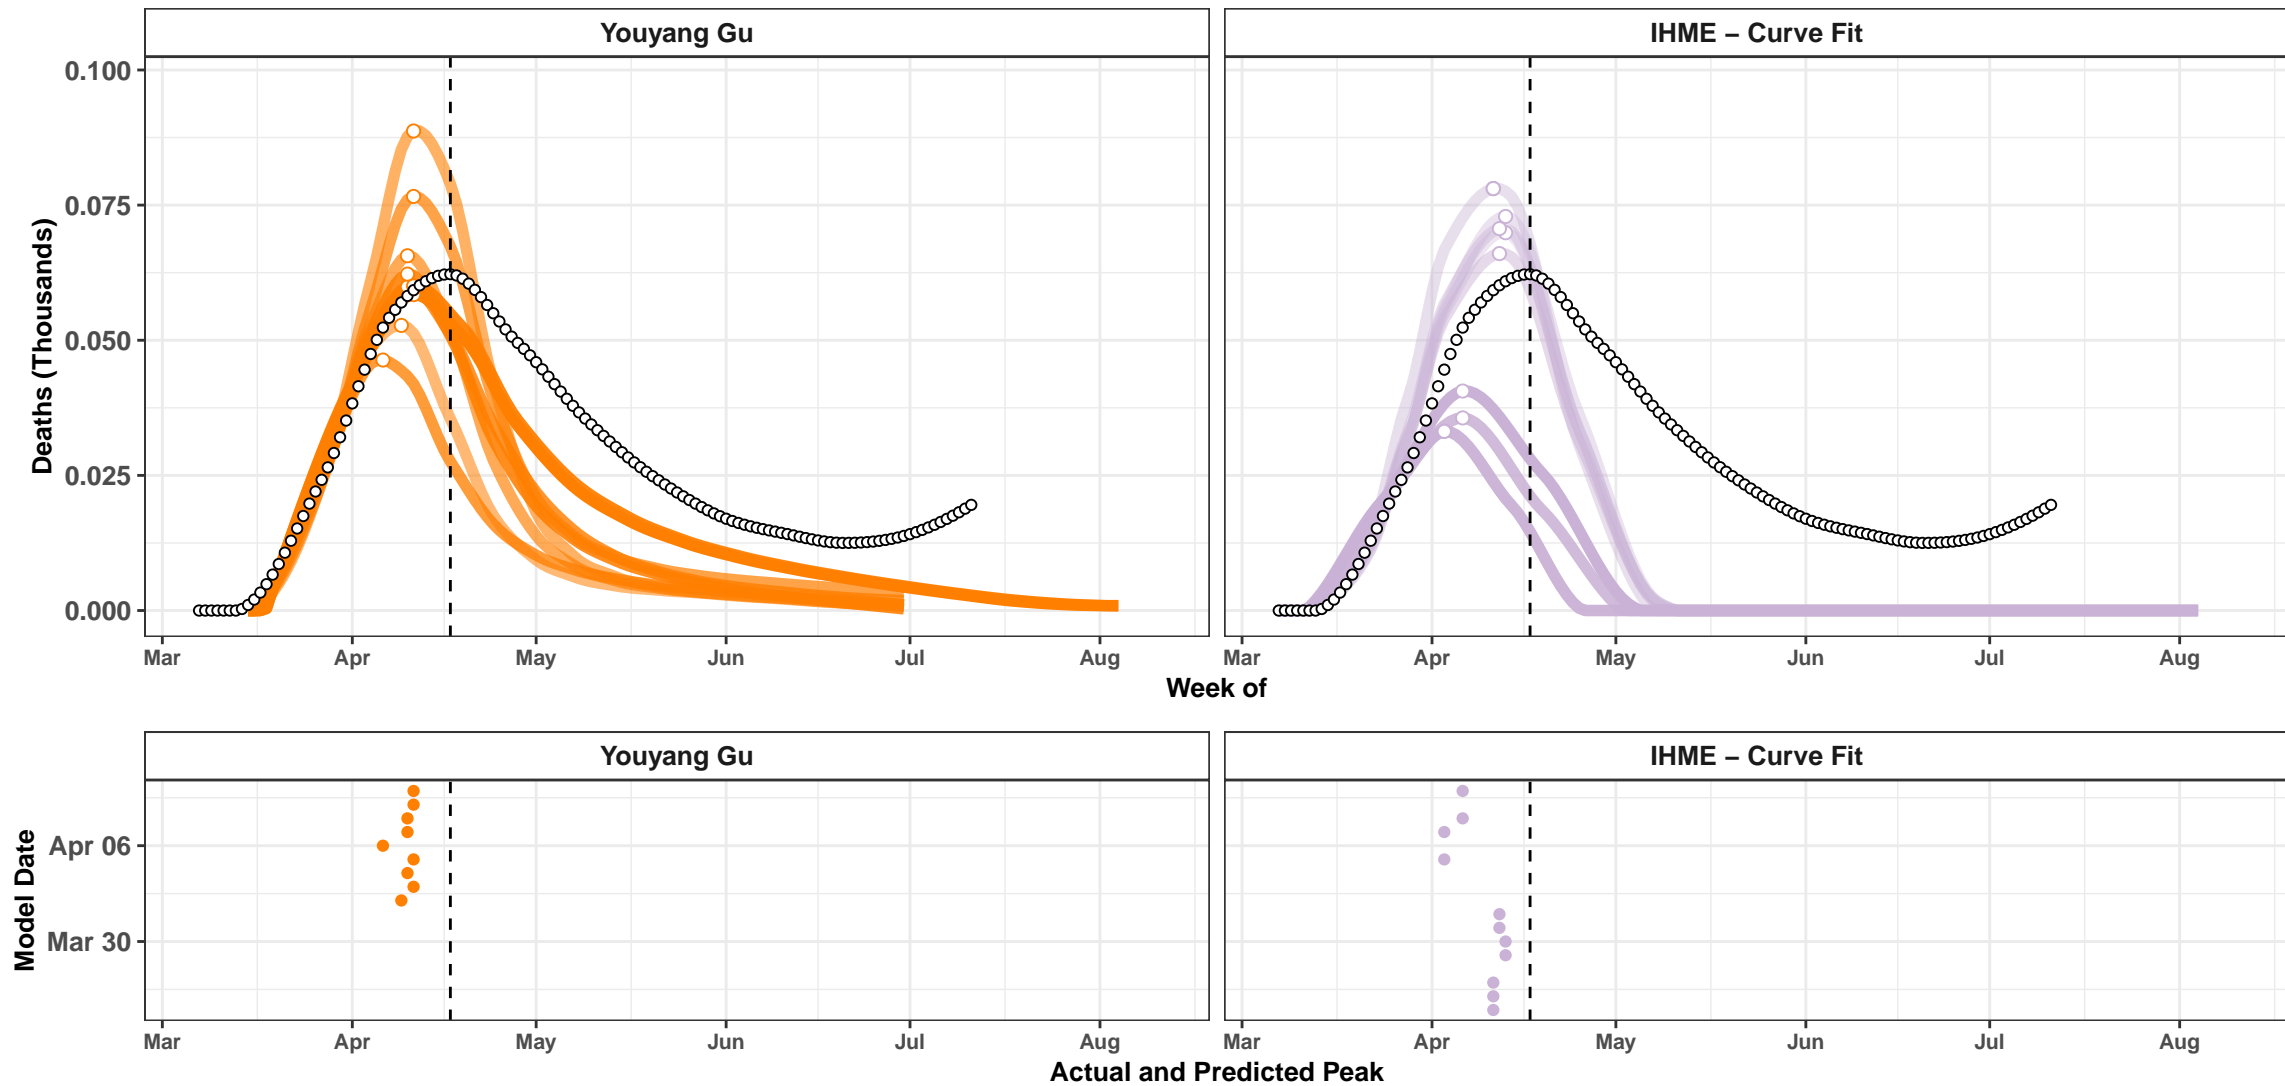 Youyang Gu
IHME – Curve Fit
Deaths (Thousands)
0.100
0.075
0.050
0.025
0.000
Mar Apr May Jun Jul Aug
Mar Apr May Jun Jul Aug
Week of
Youyang Gu
IHME – Curve Fit
Model Date
Apr 06
Mar 30
Mar Apr May Jun Jul Aug
Mar Apr May Jun Jul Aug
Actual and Predicted Peak